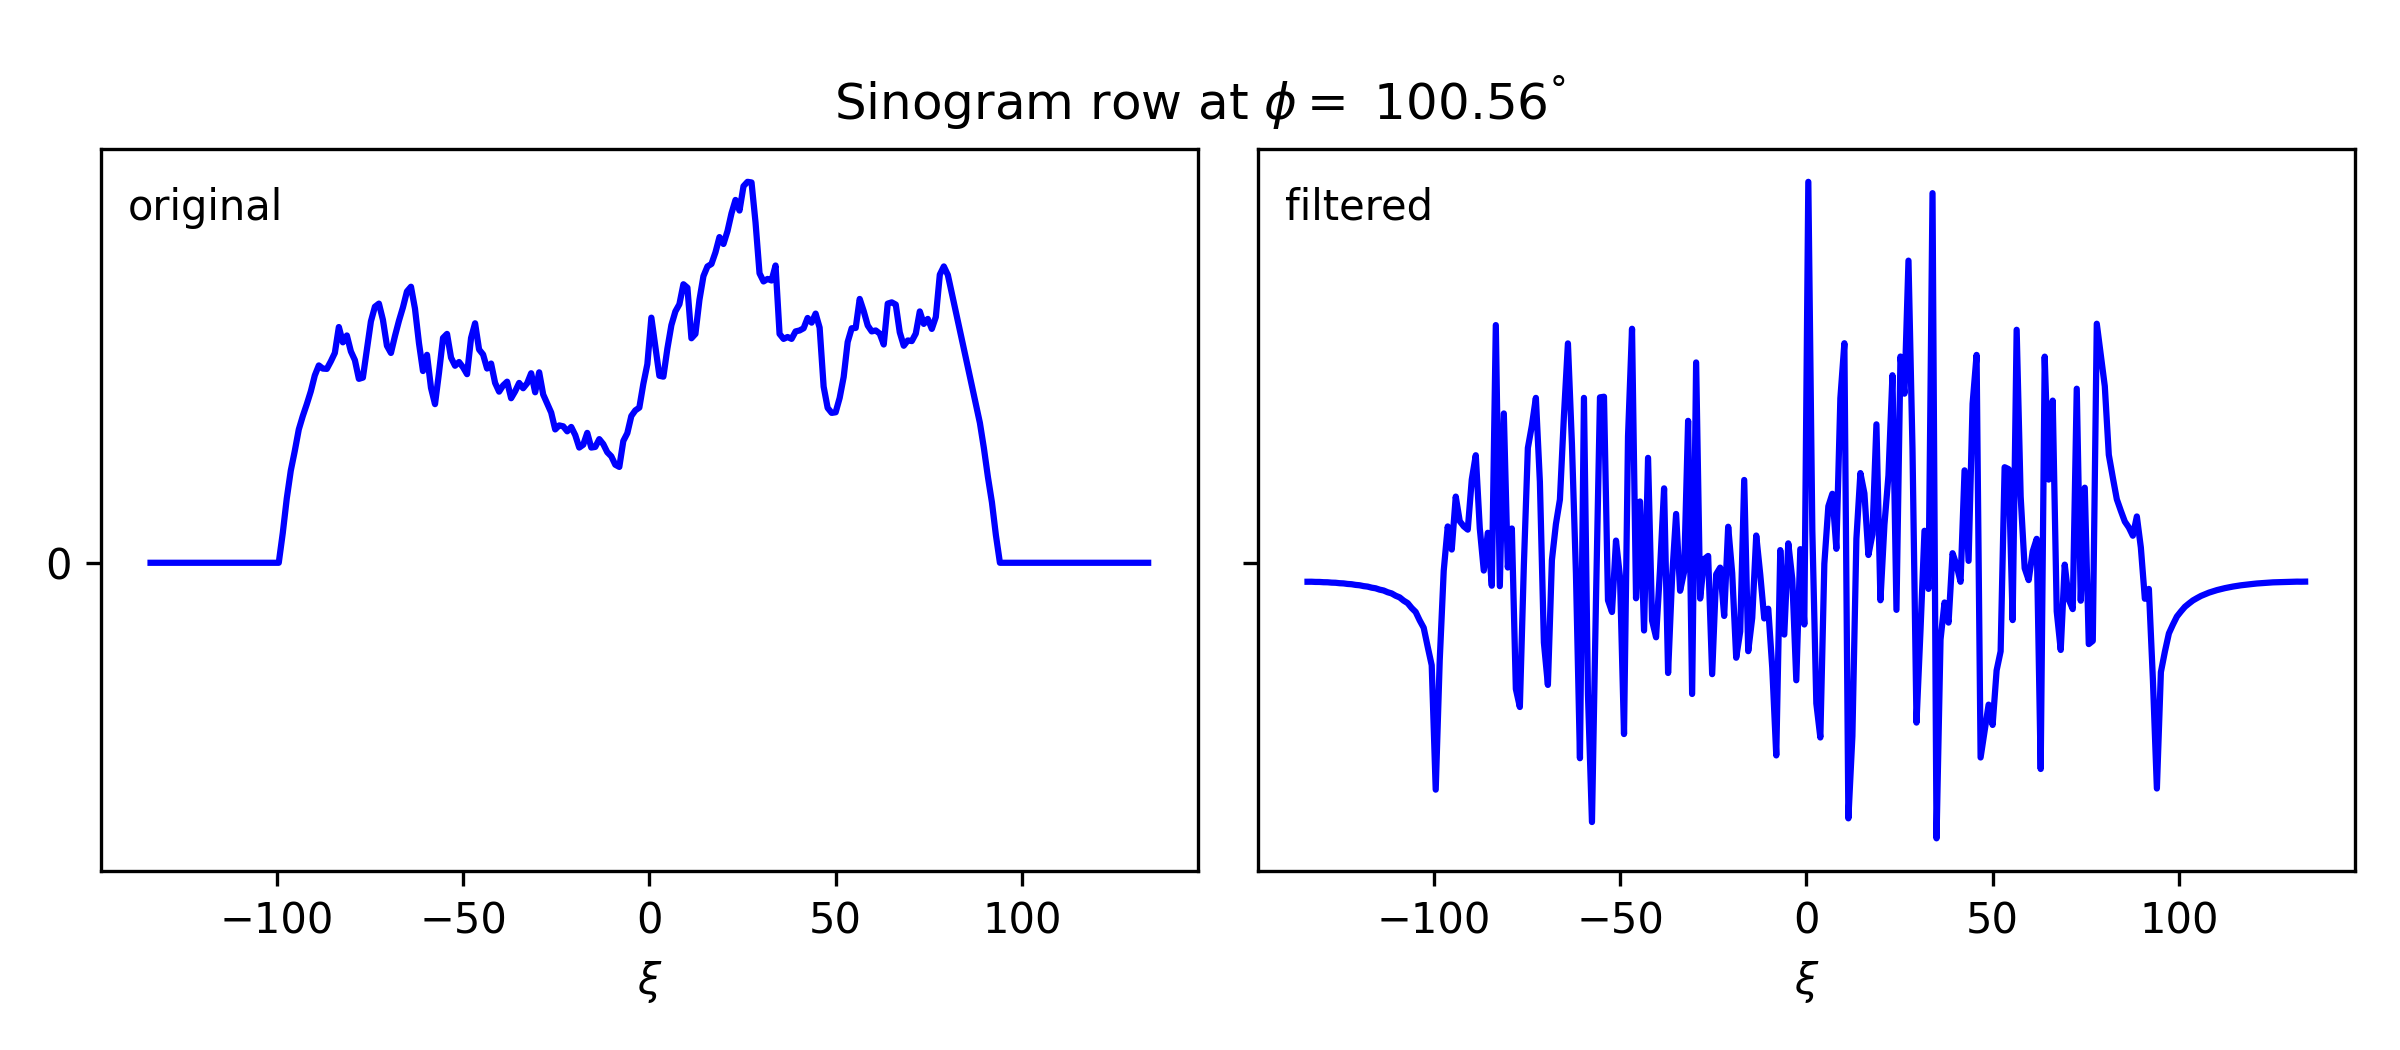 Sinogram row at ϕ = 100.56°
original
filtered
0
−100 −50 0 50 100
−100 −50 0 50 100
ξ
ξ